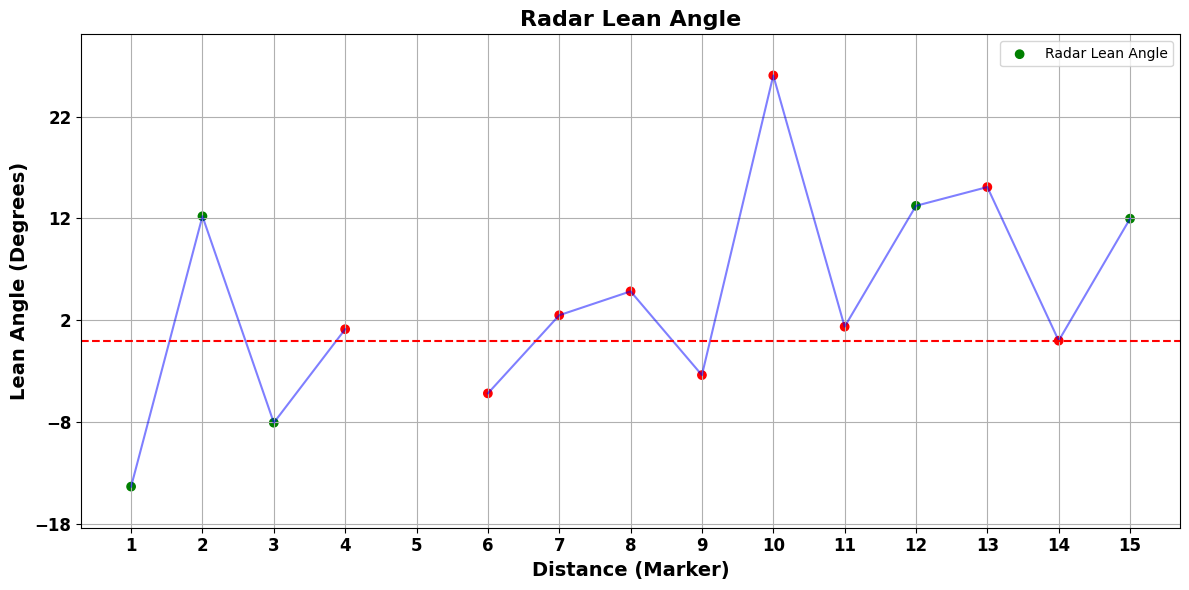 Radar Lean Angle
Radar Lean Angle
Lean Angle (Degrees)
22
12
2
−8
−18
1 2 3 4 5 6 7 8 9 10 11 12 13 14 15
Distance (Marker)